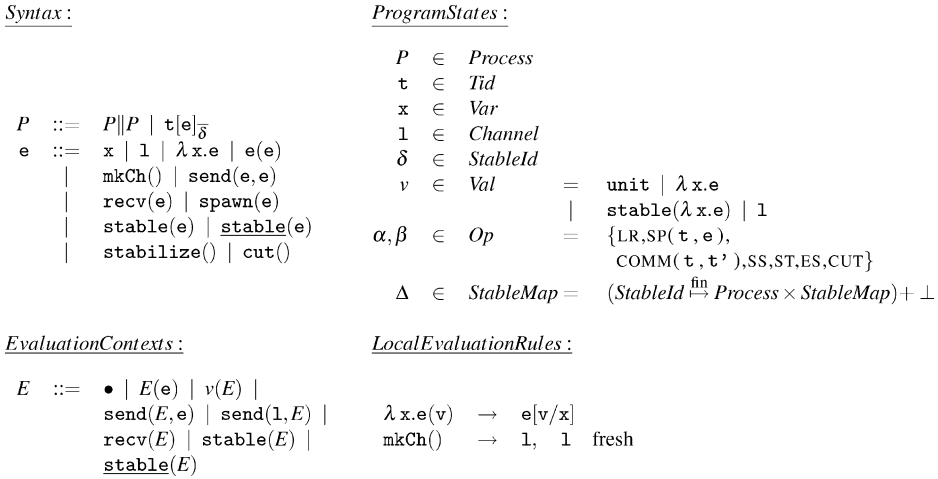 Syntax:
P ::= P‖P | t[e]_δ̅
e ::= x | l | λ x.e | e(e)
| mkCh() | send(e, e)
| recv(e) | spawn(e)
| stable(e) | stable(e)
| stabilize() | cut()
ProgramStates:
P ∈ Process
t ∈ Tid
x ∈ Var
l ∈ Channel
δ ∈ StableId
v ∈ Val = unit | λ x.e
| stable(λ x.e) | l
α,β ∈ Op = {LR,SP(t,e),
COMM(t,t'),SS,ST,ES,CUT}
Δ ∈ StableMap = (StableId ↦fin Process × StableMap)+ ⊥
EvaluationContexts:
E ::= • | E(e) | v(E) |
send(E, e) | send(l, E) |
recv(E) | stable(E) |
stable(E)
LocalEvaluationRules:
λ x.e(v) → e[v/x]
mkCh() → l, l fresh